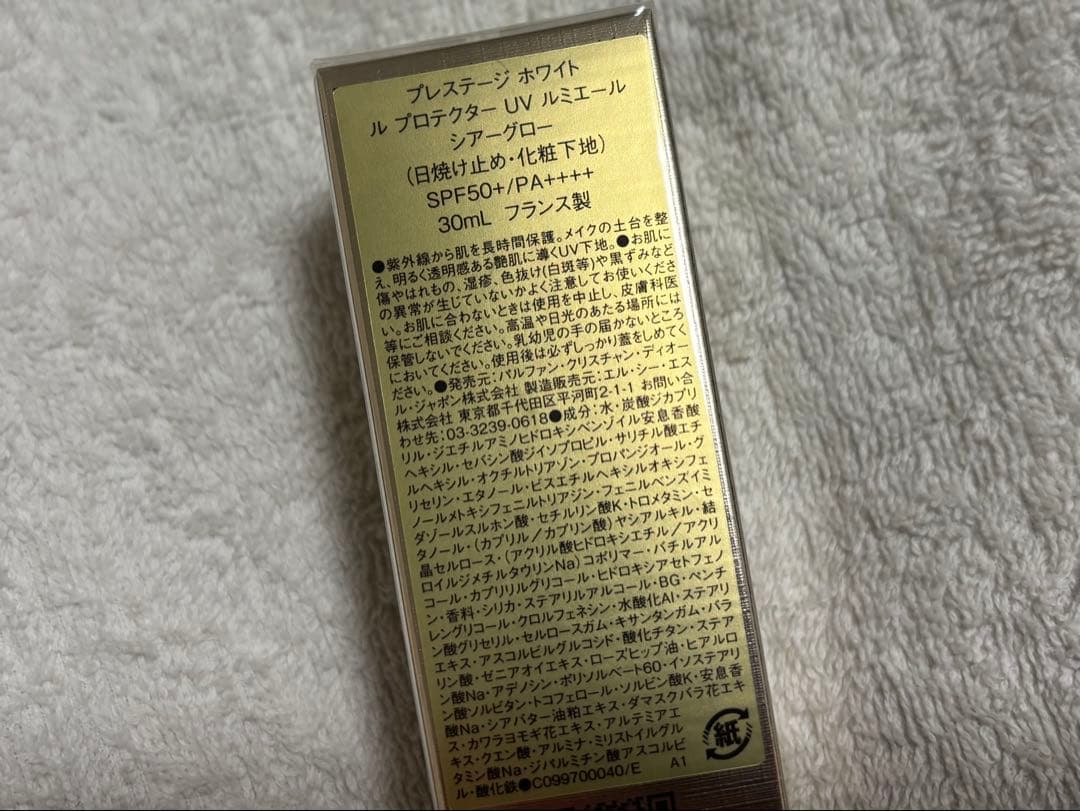 プレステージ ホワイト
ル プロテクター UV ルミエール
シアーグロー
(日焼け止め・化粧下地)
SPF50+/PA++++
30mL フランス製
●紫外線から肌を長時間保護。メイクの土台を整
え、明るく透明感ある艶肌に導くUV下地。●お肌に
傷やはれもの、湿疹、色抜け(白斑等)や黒ずみなど
の異常が生じていないかよく注意してお使いくださ
い。お肌に合わないときは使用を中止し、皮膚科医
等にご相談ください。高温や日光のあたる場所には
保管しないでください。乳幼児の手の届かないところ
においてください。使用後は必ずしっかり蓋をしめてく
ださい。●発売元:パルファン・クリスチャン・ディオー
ル・ジャポン株式会社 製造販売元:エル・シー・エス
株式会社 東京都千代田区平河町2-1-1 お問い合
わせ先:03-3239-0618●成分:水・炭酸ジカプリ
リル・ジエチルアミノヒドロキシベンゾイル安息香酸
ヘキシル・セバシン酸ジイソプロピル・サリチル酸エチ
ルヘキシル・オクチルトリアゾン・プロパンジオール・グ
リセリン・エタノール・ビスエチルヘキシルオキシフェ
ノールメトキシフェニルトリアジン・フェニルベンズイミ
ダゾールスルホン酸・セチルリン酸K・トロメタミン・セ
タノール・(カプリル/カプリン酸)ヤシアルキル・結
晶セルロース・(アクリル酸ヒドロキシエチル/アクリ
ロイルジメチルタウリンNa)コポリマー・バチルアル
コール・カプリリルグリコール・ヒドロキシアセトフェノ
ン・香料・シリカ・ステアリルアルコール・BG・ペンチ
レングリコール・クロルフェネシン・水酸化Al・ステアリ
ン酸グリセリル・セルロースガム・キサンタンガム・バラ
エキス・アスコルビルグルコシド・酸化チタン・ステア
リン酸・ゼニアオイエキス・ローズヒップ油・ヒアルロ
ン酸Na・アデノシン・ポリソルベート60・イソステアリ
ン酸ソルビタン・トコフェロール・ソルビン酸K・安息香
酸Na・シアバター油粕エキス・ダマスクバラ花エキ
ス・カワラヨモギ花エキス・アルテミアエ
キス・クエン酸・アルミナ・ミリストイルグル
タミン酸Na・ジパルミチン酸アスコルビ
ル・酸化鉄●C099700040/E A1
紙